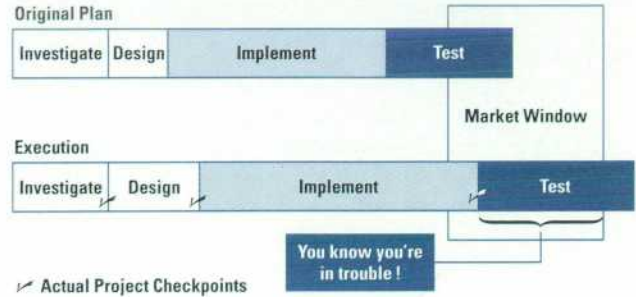 Original Plan
Investigate Design Implement Test
Market Window
Execution
Investigate Design Implement Test
You know you're
in trouble !
Actual Project Checkpoints